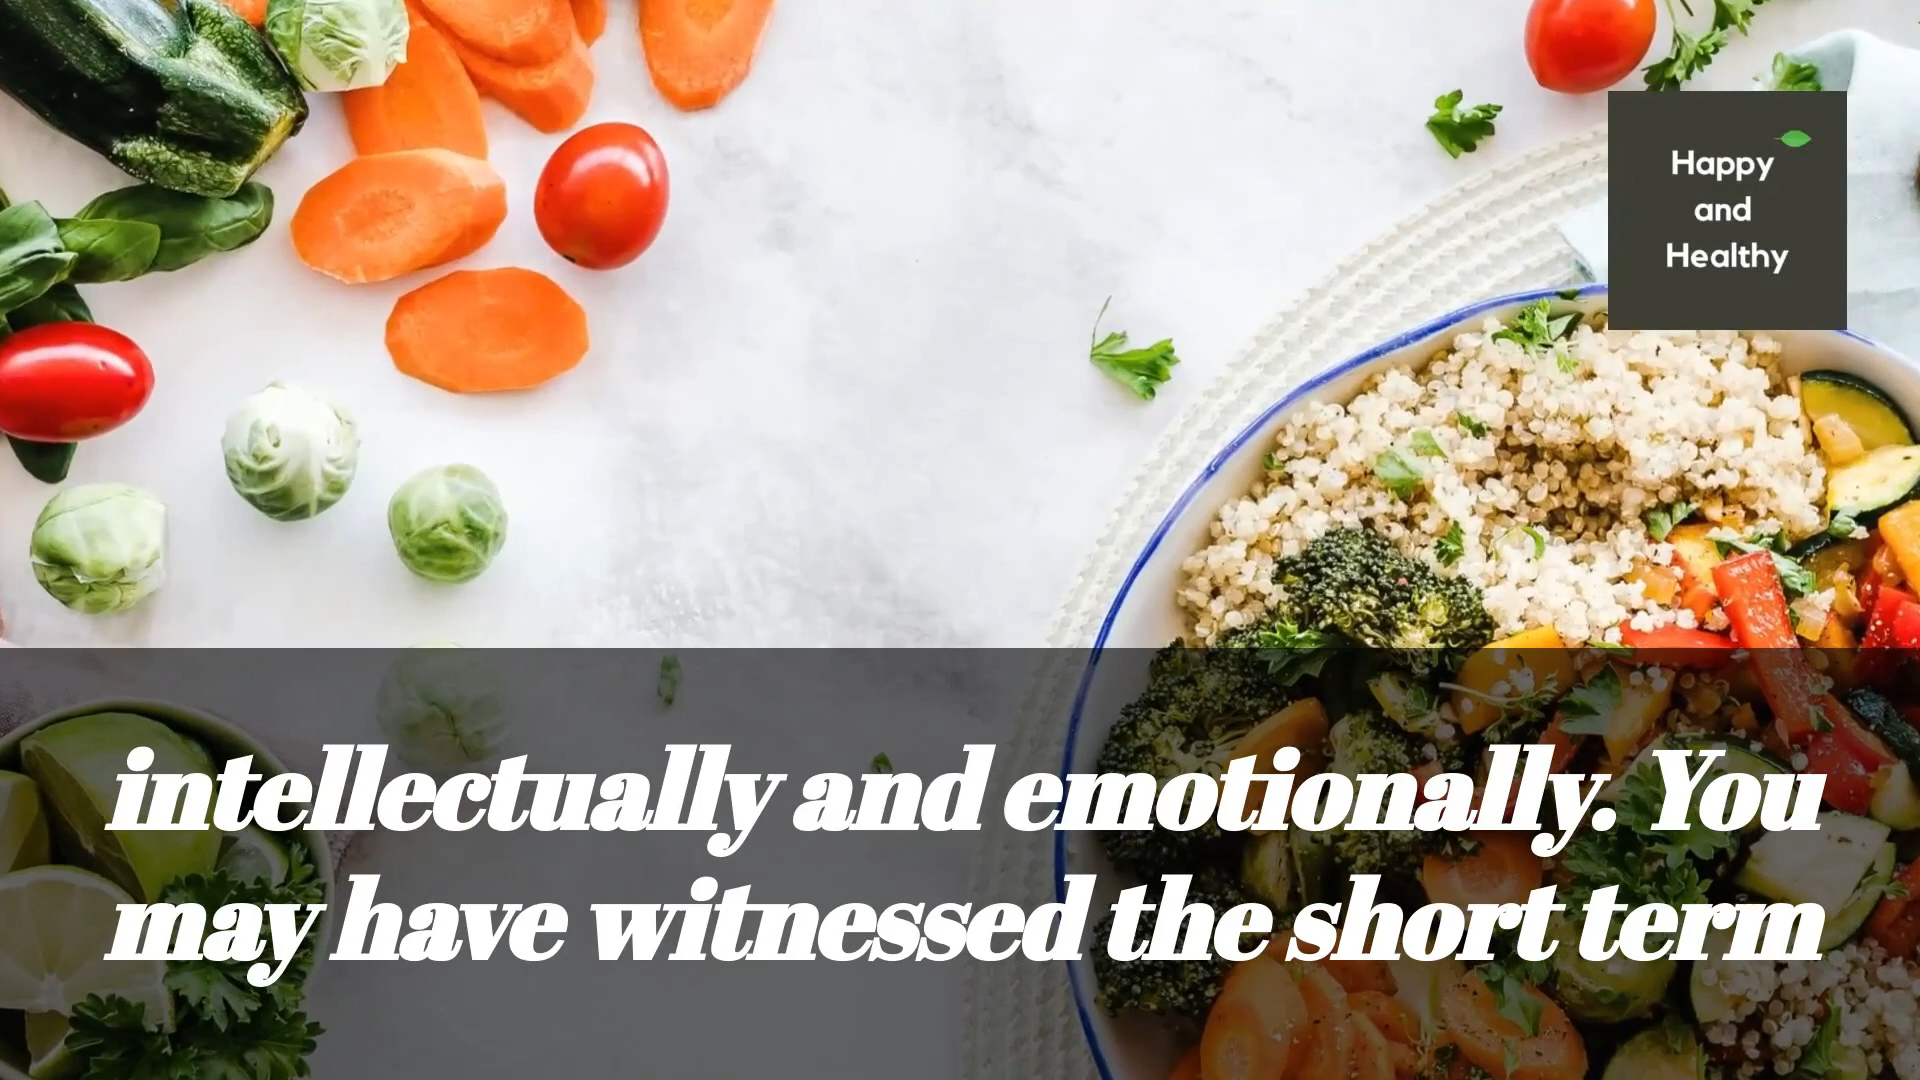 Happy
and
Healthy
intellectually and emotionally. You
may have witnessed the short term